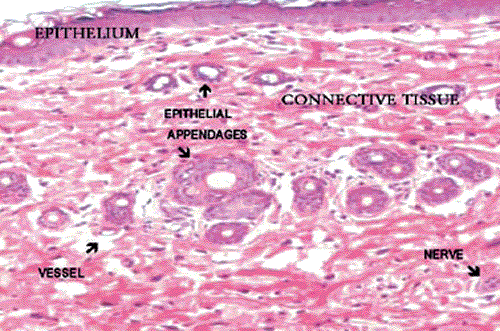 EPITHELIUM
CONNECTIVE TISSUE
EPITHELIAL
APPENDAGES
NERVE
VESSEL